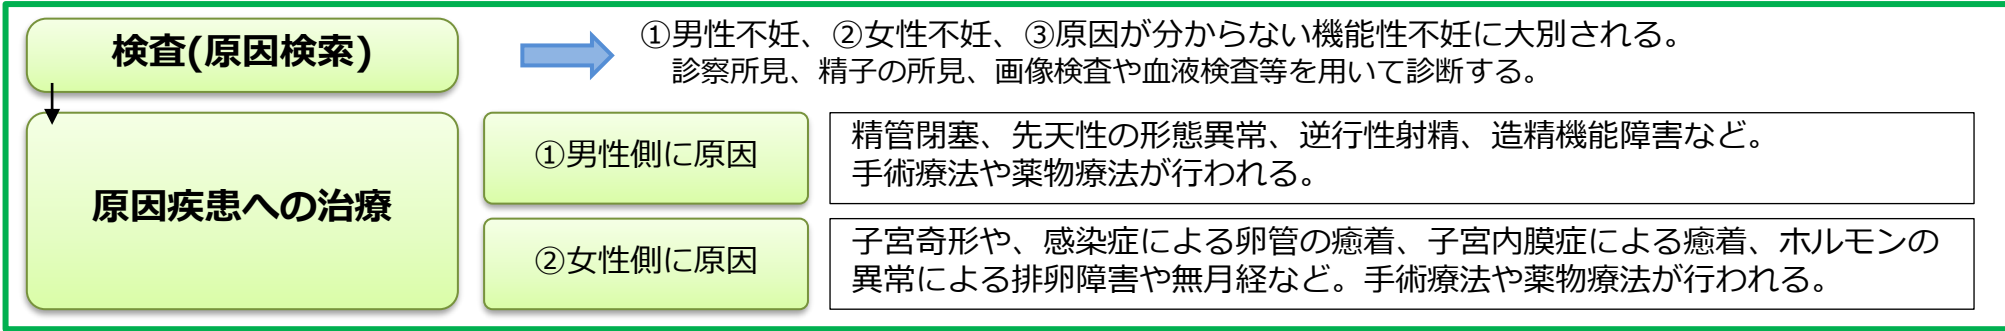 検査(原因検索)
①男性不妊、②女性不妊、③原因が分からない機能性不妊に大別される。
診察所見、精子の所見、画像検査や血液検査等を用いて診断する。
原因疾患への治療
①男性側に原因
精管閉塞、先天性の形態異常、逆行性射精、造精機能障害など。
手術療法や薬物療法が行われる。
②女性側に原因
子宮奇形や、感染症による卵管の癒着、子宮内膜症による癒着、ホルモンの
異常による排卵障害や無月経など。手術療法や薬物療法が行われる。